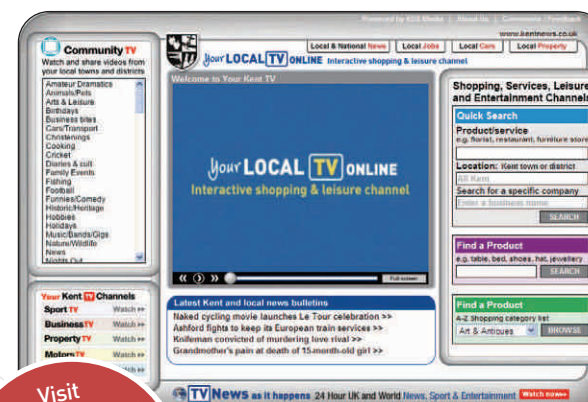 Powered by KOS Media | About Us | Comments / Feedback
www.kentnews.co.uk
Community TV
Watch and share videos from
your local towns and districts
Amateur Dramatics
Animals/Pets
Arts & Leisure
Birthdays
Business bites
Cars/Transport
Christenings
Cooking
Cricket
Diaries & cult
Family Events
Fishing
Football
Funnies/Comedy
Historic/Heritage
Hobbies
Holidays
Music/Bands/Gigs
Nature/Wildlife
News
Nights Out
Your Kent TV Channels
Sport TV Watch »
Business TV Watch »
Property TV Watch »
Motors TV Watch »
Visit
Local & National News
Local Jobs
Local Cars
Local Property
Your LOCAL TV ONLINE Interactive shopping & leisure channel
Welcome to Your Kent TV
Your LOCAL TV ONLINE
Interactive shopping & leisure channel
Full screen
Latest Kent and local news bulletins
Naked cycling movie launches Le Tour celebration >>
Ashford fights to keep its European train services >>
Knifeman convicted of murdering love rival >>
Grandmother's pain at death of 15-month-old girl >>
TV News as it happens 24 Hour UK and World News, Sport & Entertainment Watch now»
Shopping, Services, Leisure
and Entertainment Channels
Quick Search
Product/service
e.g. florist, restaurant, furniture store
Location: Kent town or district
All Kent
Search for a specific company
Enter a business name
SEARCH
Find a Product
e.g. table, bed, shoes, hat, jewellery
SEARCH
Find a Product
A-Z Shopping category list
Art & Antiques
BROWSE